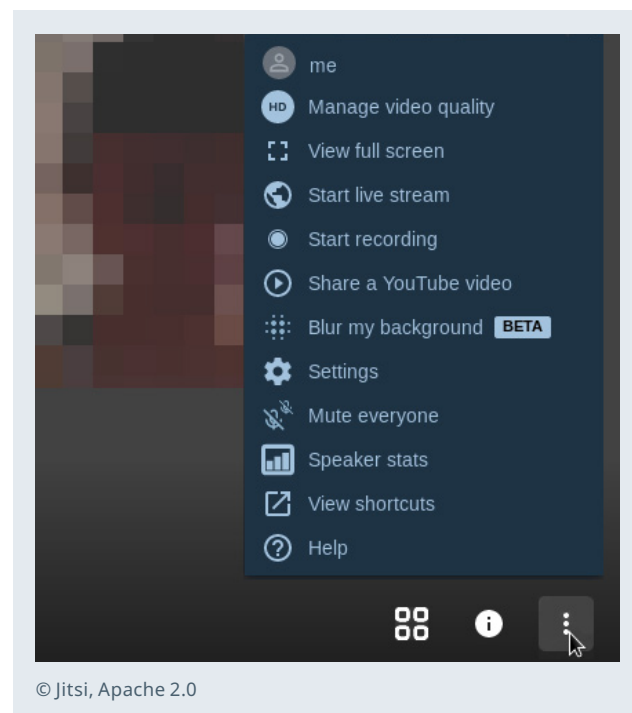 me
HD Manage video quality
View full screen
Start live stream
Start recording
Share a YouTube video
Blur my background BETA
Settings
Mute everyone
Speaker stats
View shortcuts
Help
© Jitsi, Apache 2.0